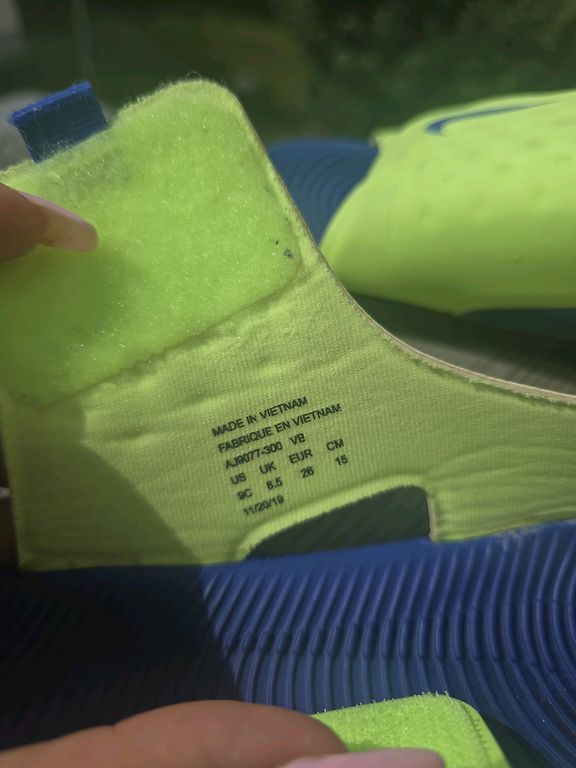 MADE IN VIETNAM
FABRIQUE EN VIETNAM
AJ9077-300 VB
US UK EUR CM
9C 8.5 26 15
11/20/19